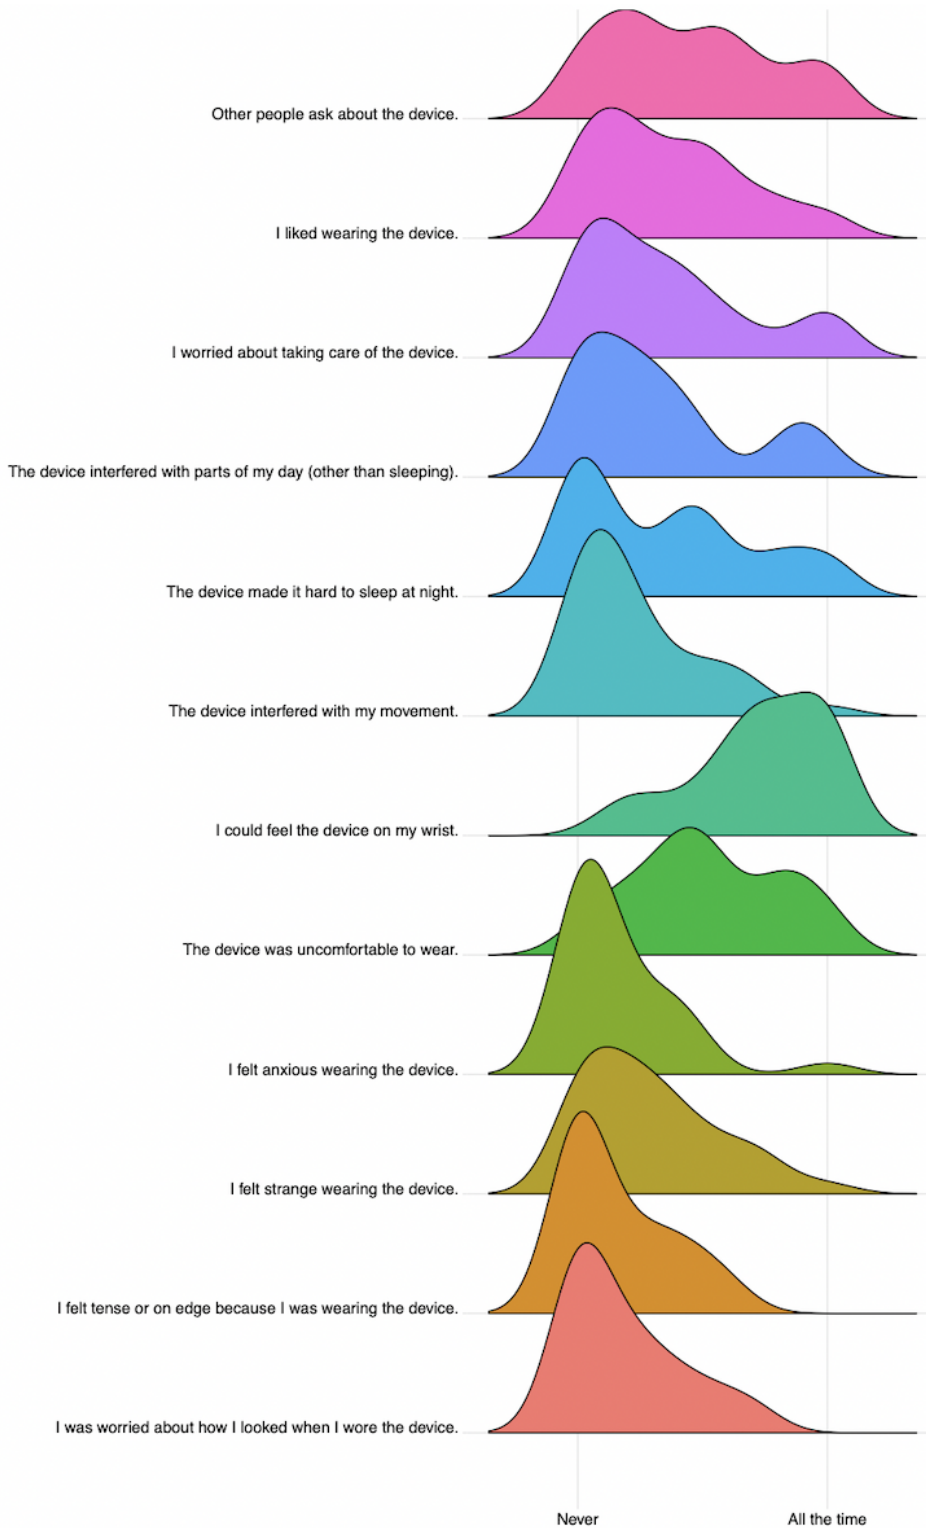 Other people ask about the device.
I liked wearing the device.
I worried about taking care of the device.
The device interfered with parts of my day (other than sleeping).
The device made it hard to sleep at night.
The device interfered with my movement.
I could feel the device on my wrist.
The device was uncomfortable to wear.
I felt anxious wearing the device.
I felt strange wearing the device.
I felt tense or on edge because I was wearing the device.
I was worried about how I looked when I wore the device.
Never All the time